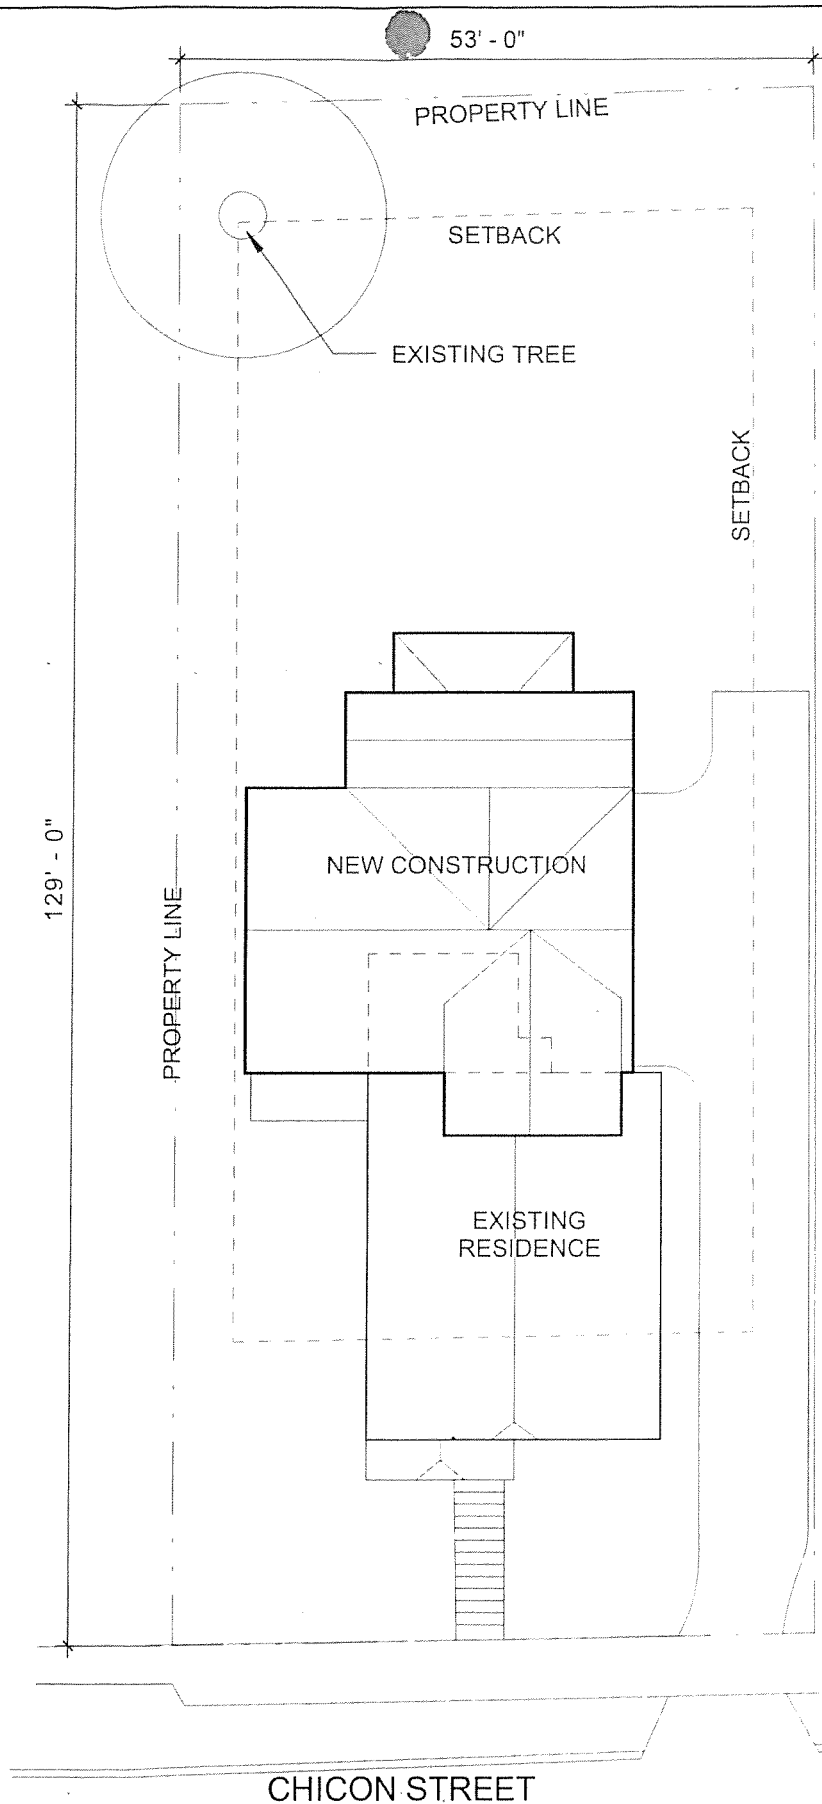 53' - 0"
PROPERTY LINE
SETBACK
EXISTING TREE
SETBACK
129' - 0"
NEW CONSTRUCTION
PROPERTY LINE
EXISTING
RESIDENCE
CHICON STREET